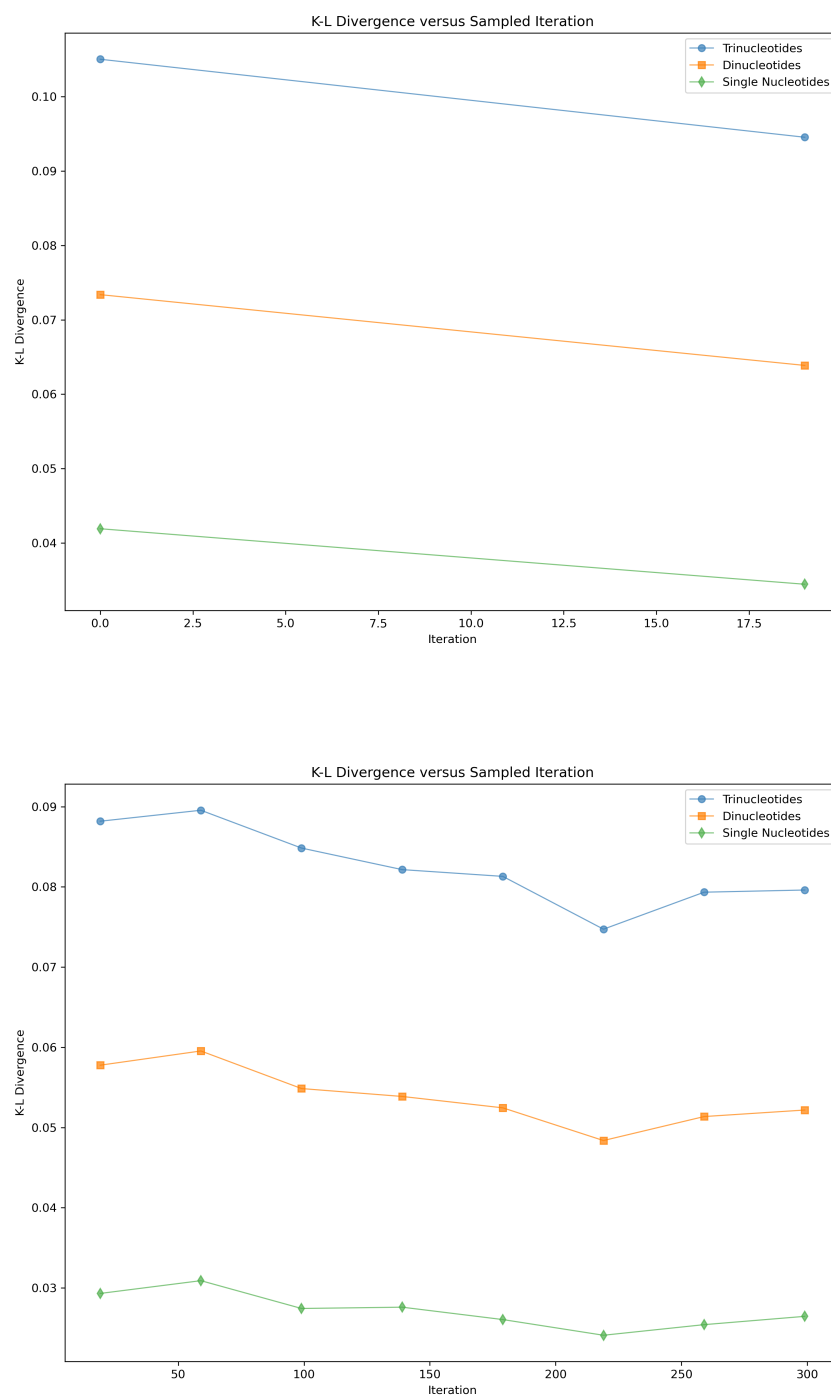 K-L Divergence versus Sampled Iteration
Trinucleotides
Dinucleotides
Single Nucleotides
K-L Divergence
0.10
0.09
0.08
0.07
0.06
0.05
0.04
0.0 2.5 5.0 7.5 10.0 12.5 15.0 17.5
Iteration
K-L Divergence versus Sampled Iteration
Trinucleotides
Dinucleotides
Single Nucleotides
K-L Divergence
0.09
0.08
0.07
0.06
0.05
0.04
0.03
50 100 150 200 250 300
Iteration